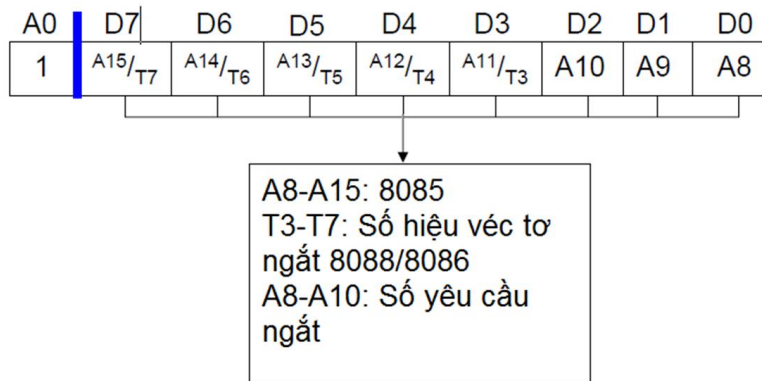 A0 D7 D6 D5 D4 D3 D2 D1 D0
1 A15/T7 A14/T6 A13/T5 A12/T4 A11/T3 A10 A9 A8
A8-A15: 8085
T3-T7: Số hiệu véc tơ
ngắt 8088/8086
A8-A10: Số yêu cầu
ngắt